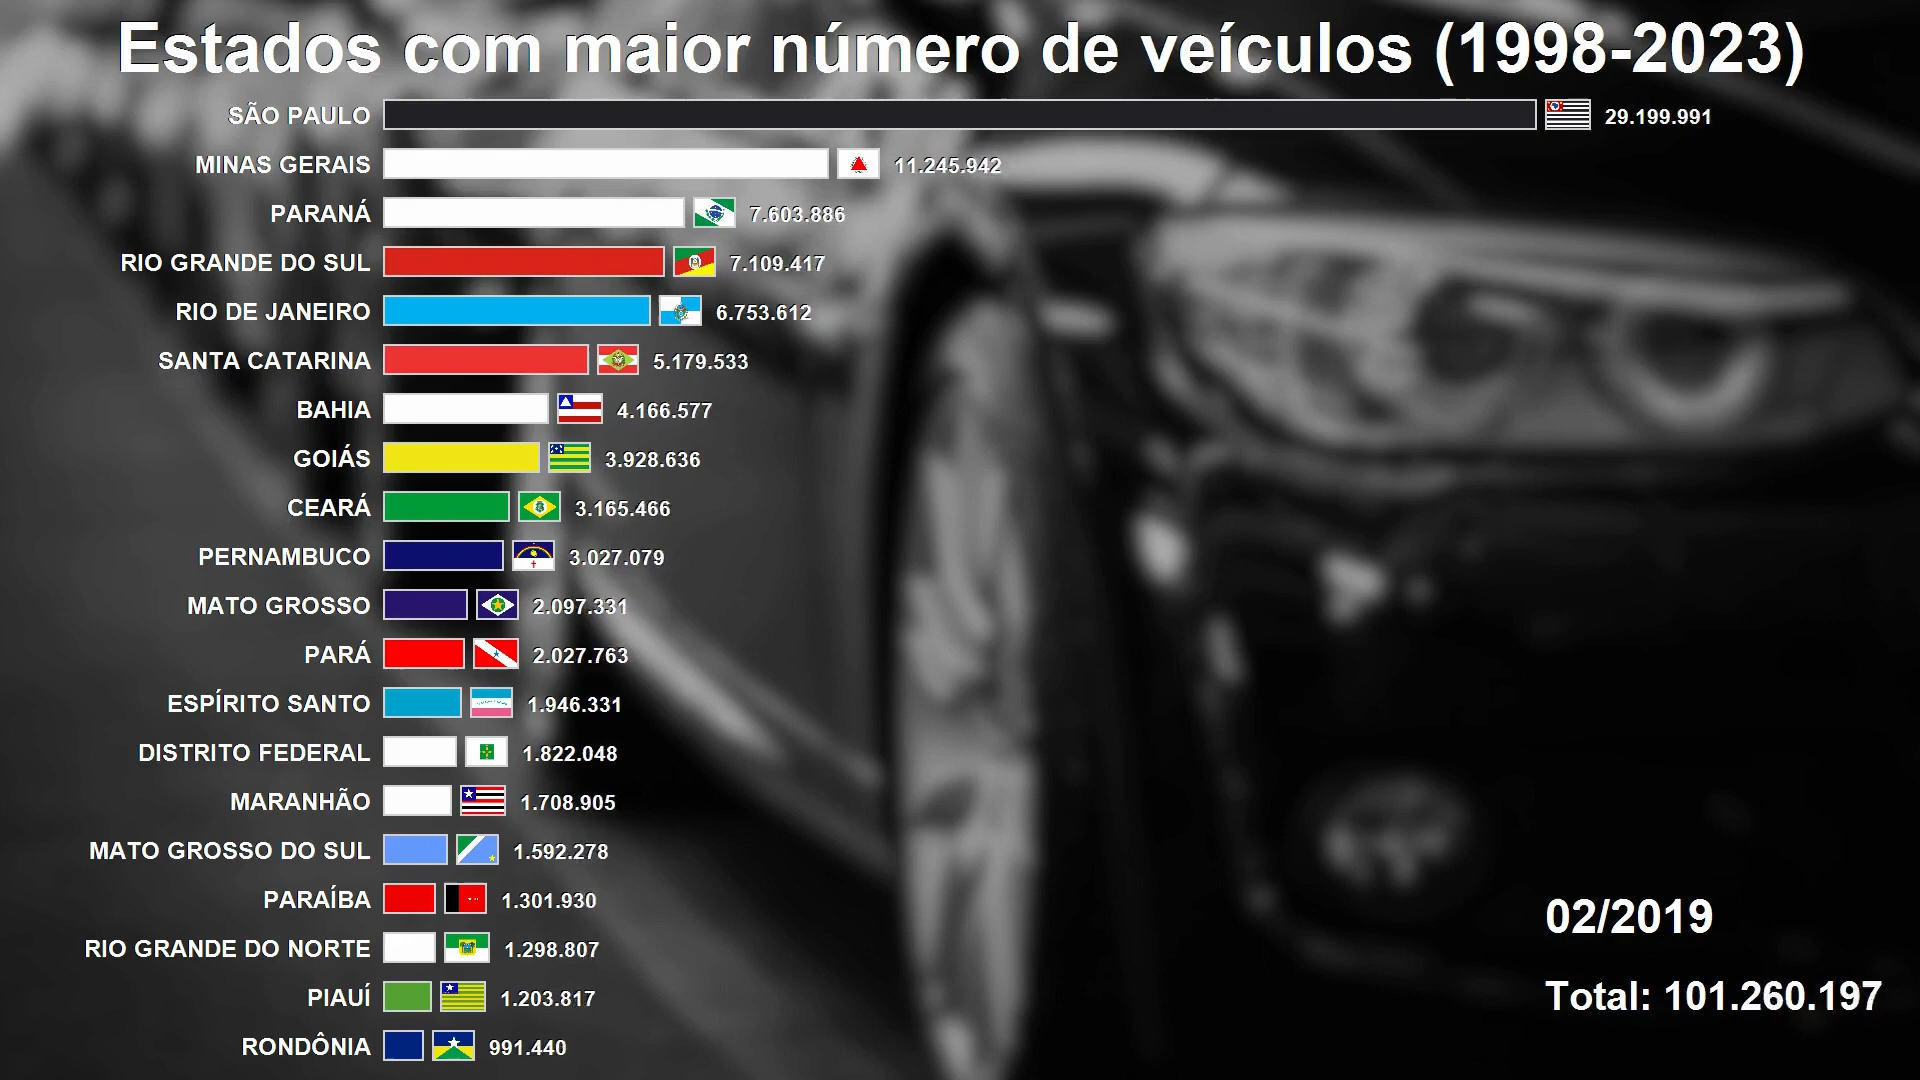 Estados com maior número de veículos (1998-2023)
SÃO PAULO 29.199.991
MINAS GERAIS 11.245.942
PARANÁ 7.603.886
RIO GRANDE DO SUL 7.109.417
RIO DE JANEIRO 6.753.612
SANTA CATARINA 5.179.533
BAHIA 4.166.577
GOIÁS 3.928.636
CEARÁ 3.165.466
PERNAMBUCO 3.027.079
MATO GROSSO 2.097.331
PARÁ 2.027.763
ESPÍRITO SANTO 1.946.331
DISTRITO FEDERAL 1.822.048
MARANHÃO 1.708.905
MATO GROSSO DO SUL 1.592.278
PARAÍBA 1.301.930
RIO GRANDE DO NORTE 1.298.807
PIAUÍ 1.203.817
RONDÔNIA 991.440
02/2019
Total: 101.260.197